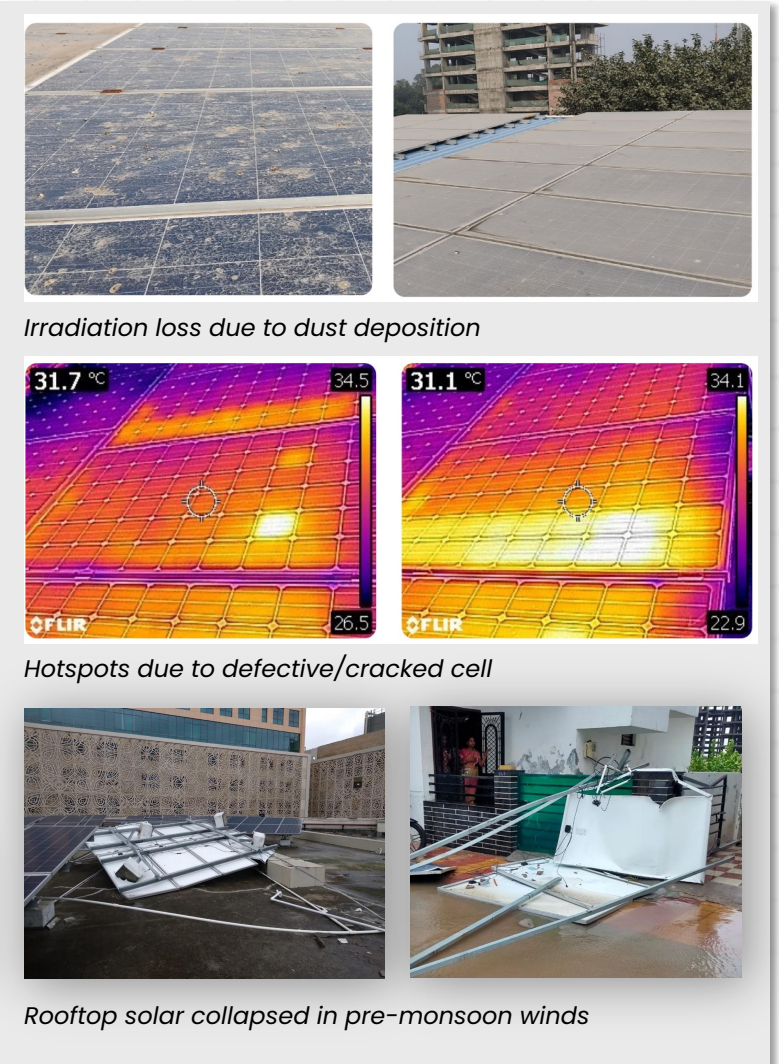 Irradiation loss due to dust deposition
31.7 °C
34.5
31.1 °C
34.1
FLIR
26.5
FLIR
22.9
Hotspots due to defective/cracked cell
Rooftop solar collapsed in pre-monsoon winds